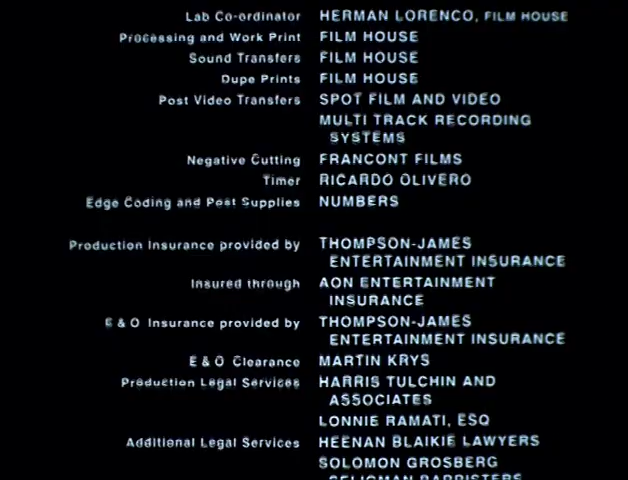 Lab Co-ordinator HERMAN LORENCO, FILM HOUSE
Processing and Work Print FILM HOUSE
Sound Transfers FILM HOUSE
Dupe Prints FILM HOUSE
Post Video Transfers SPOT FILM AND VIDEO
MULTI TRACK RECORDING
SYSTEMS
Negative Cutting FRANCONT FILMS
Timer RICARDO OLIVERO
Edge Coding and Post Supplies NUMBERS
Production Insurance provided by THOMPSON-JAMES
ENTERTAINMENT INSURANCE
Insured through AON ENTERTAINMENT
INSURANCE
E & O Insurance provided by THOMPSON-JAMES
ENTERTAINMENT INSURANCE
E & O Clearance MARTIN KRYS
Production Legal Services HARRIS TULCHIN AND
ASSOCIATES
LONNIE RAMATI, ESQ
Additional Legal Services HEENAN BLAIKIE LAWYERS
SOLOMON GROSBERG
SELIGMAN BARRISTERS